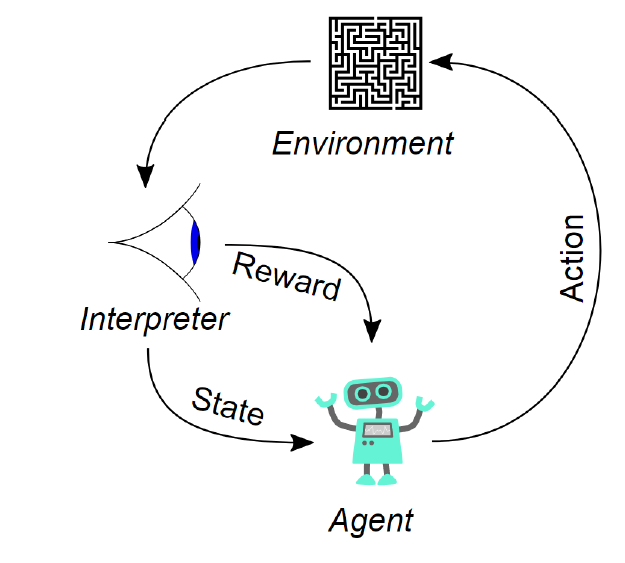 Environment
Action
Reward
Interpreter
State
Agent